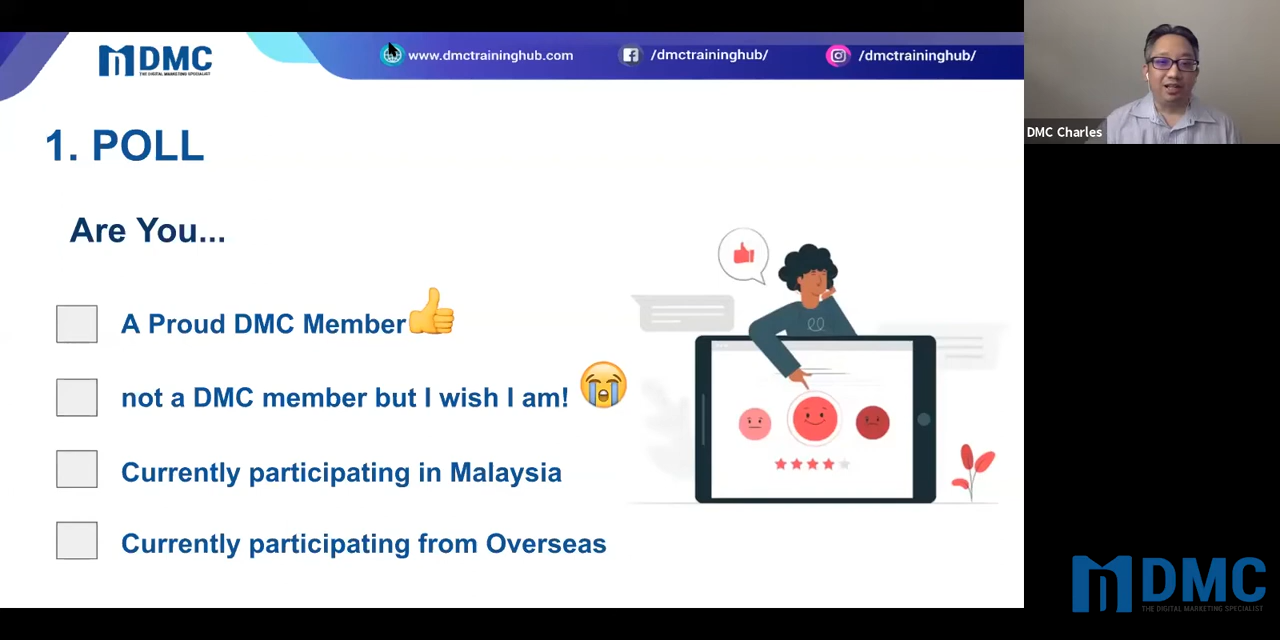 DMC
THE DIGITAL MARKETING SPECIALIST
www.dmctraininghub.com
/dmctraininghub/
/dmctraininghub/
DMC Charles
1. POLL
Are You...
A Proud DMC Member
not a DMC member but I wish I am!
Currently participating in Malaysia
Currently participating from Overseas
DMC
THE DIGITAL MARKETING SPECIALIST